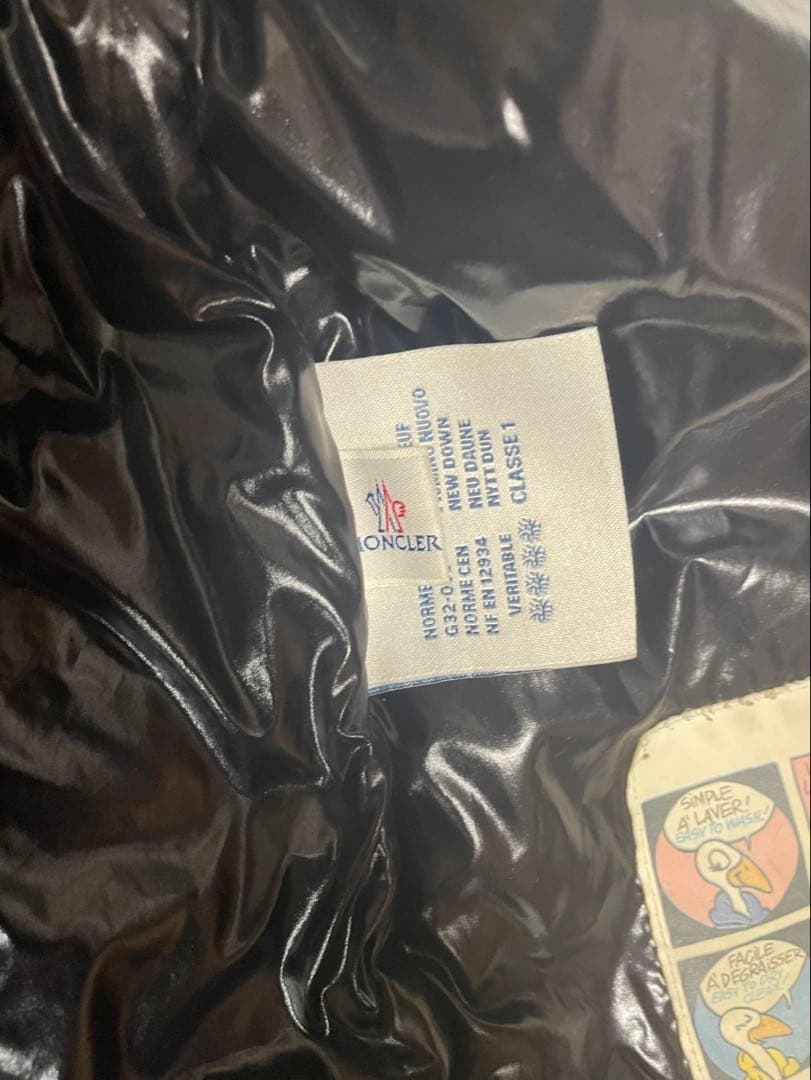 NORME
G32-0
NORME CEN
NF EN 12934
VERITABLE
NUOVO
NEW DOWN
NEU DAUNE
NYTT DUN
CLASSE 1
MONCLER
SIMPLE
A' LAVER!
EASY TO WASH!
FACILE
A' DEGRAISSER
EASY TO DRY
CLEAN!